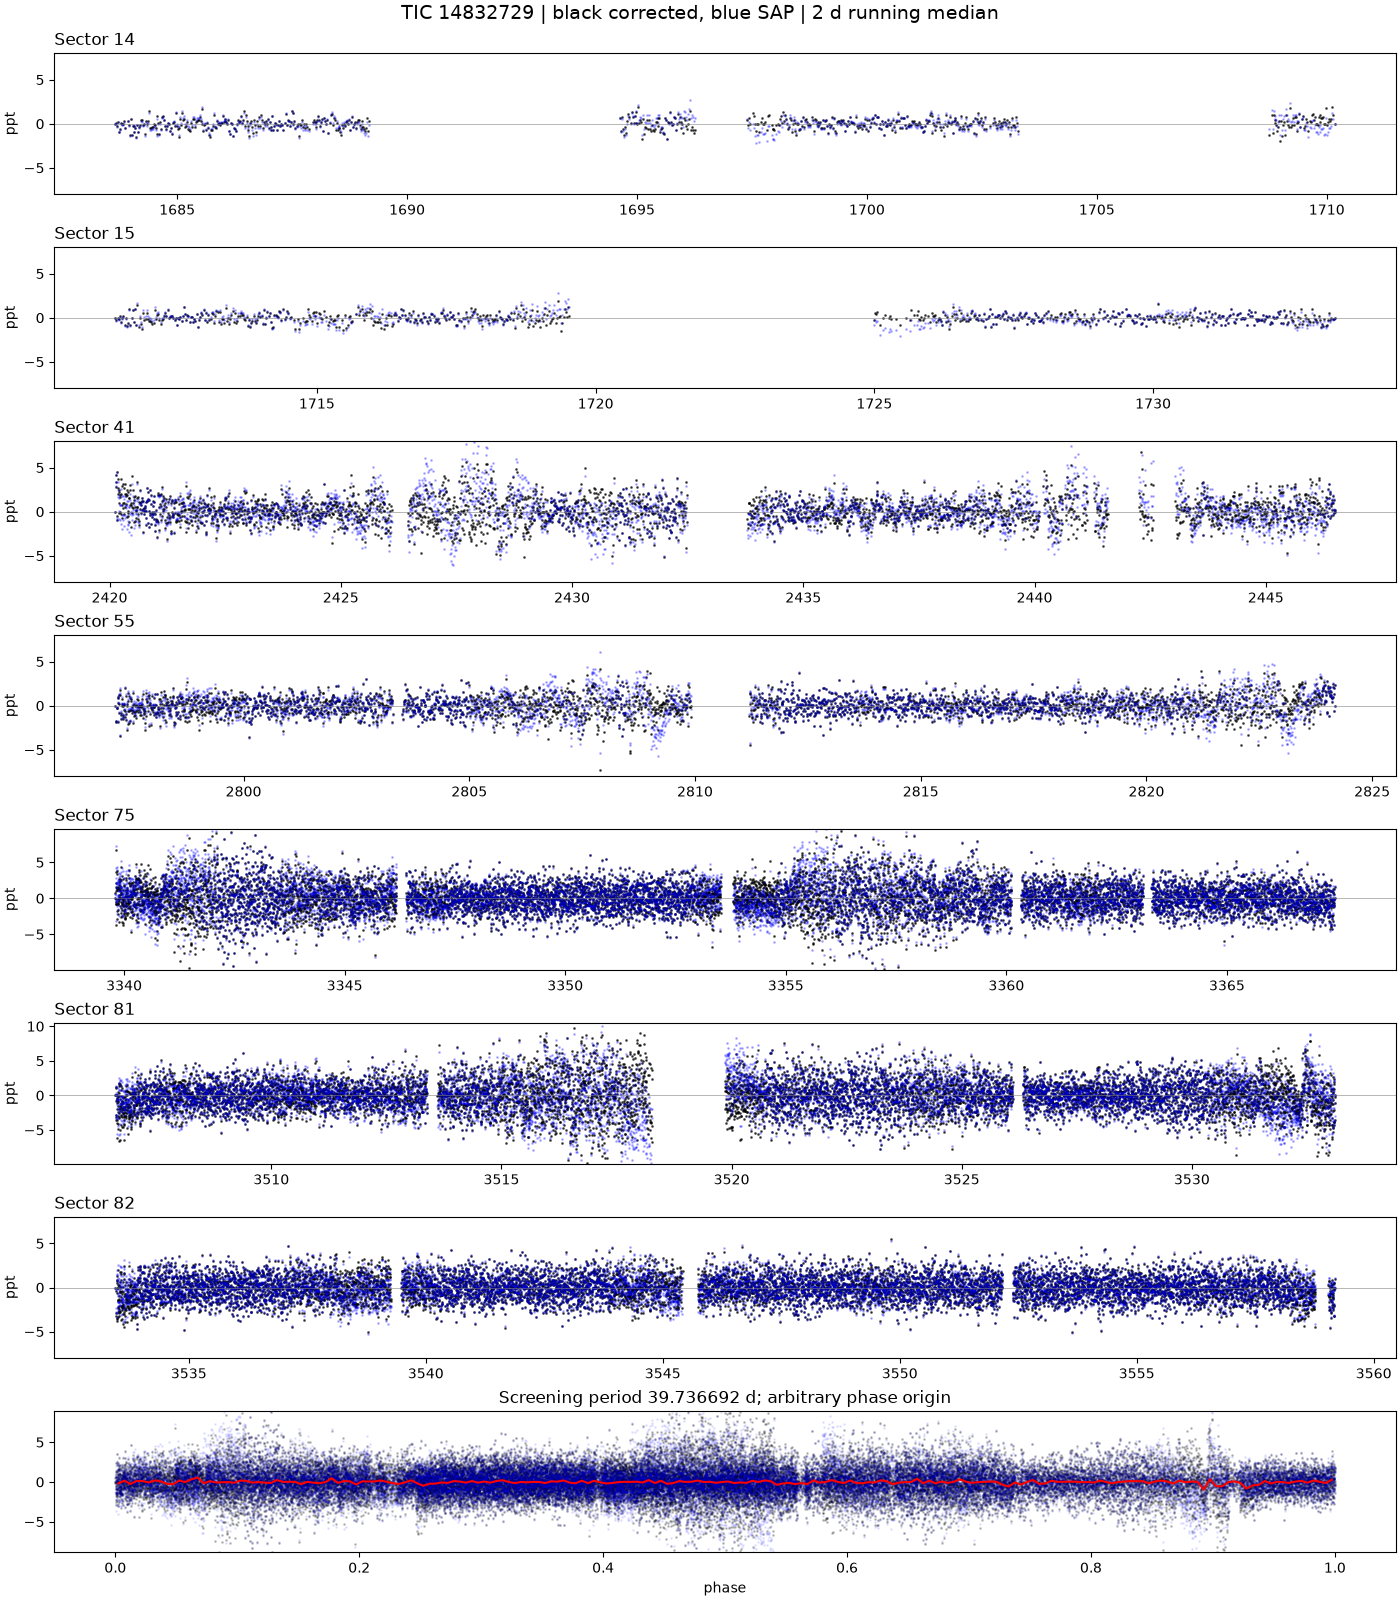 TIC 14832729 | black corrected, blue SAP | 2 d running median
Sector 14
ppt
5
0
−5
1685 1690 1695 1700 1705 1710
Sector 15
ppt
5
0
−5
1715 1720 1725 1730
Sector 41
ppt
5
0
−5
2420 2425 2430 2435 2440 2445
Sector 55
ppt
5
0
−5
2800 2805 2810 2815 2820 2825
Sector 75
ppt
5
0
−5
3340 3345 3350 3355 3360 3365
Sector 81
ppt
10
5
0
−5
3510 3515 3520 3525 3530
Sector 82
ppt
5
0
−5
3535 3540 3545 3550 3555 3560
Screening period 39.736692 d; arbitrary phase origin
ppt
5
0
−5
0.0 0.2 0.4 0.6 0.8 1.0
phase